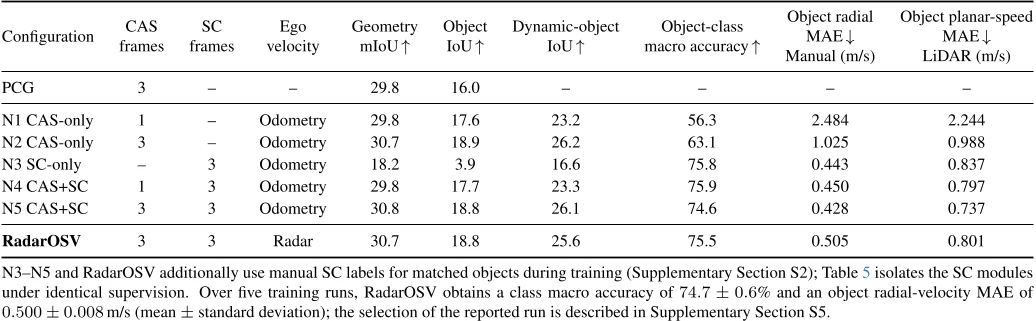 Configuration CAS frames SC frames Ego velocity Geometry mIoU↑ Object IoU↑ Dynamic-object IoU↑ Object-class macro accuracy↑ Object radial MAE↓ Manual (m/s) Object planar-speed MAE↓ LiDAR (m/s)
PCG 3 – – 29.8 16.0 – – – –
N1 CAS-only 1 – Odometry 29.8 17.6 23.2 56.3 2.484 2.244
N2 CAS-only 3 – Odometry 30.7 18.9 26.2 63.1 1.025 0.988
N3 SC-only – 3 Odometry 18.2 3.9 16.6 75.8 0.443 0.837
N4 CAS+SC 1 3 Odometry 29.8 17.7 23.3 75.9 0.450 0.797
N5 CAS+SC 3 3 Odometry 30.8 18.8 26.1 74.6 0.428 0.737
RadarOSV 3 3 Radar 30.7 18.8 25.6 75.5 0.505 0.801
N3–N5 and RadarOSV additionally use manual SC labels for matched objects during training (Supplementary Section S2); Table 5 isolates the SC modules
under identical supervision. Over five training runs, RadarOSV obtains a class macro accuracy of 74.7 ± 0.6% and an object radial-velocity MAE of
0.500 ± 0.008 m/s (mean ± standard deviation); the selection of the reported run is described in Supplementary Section S5.